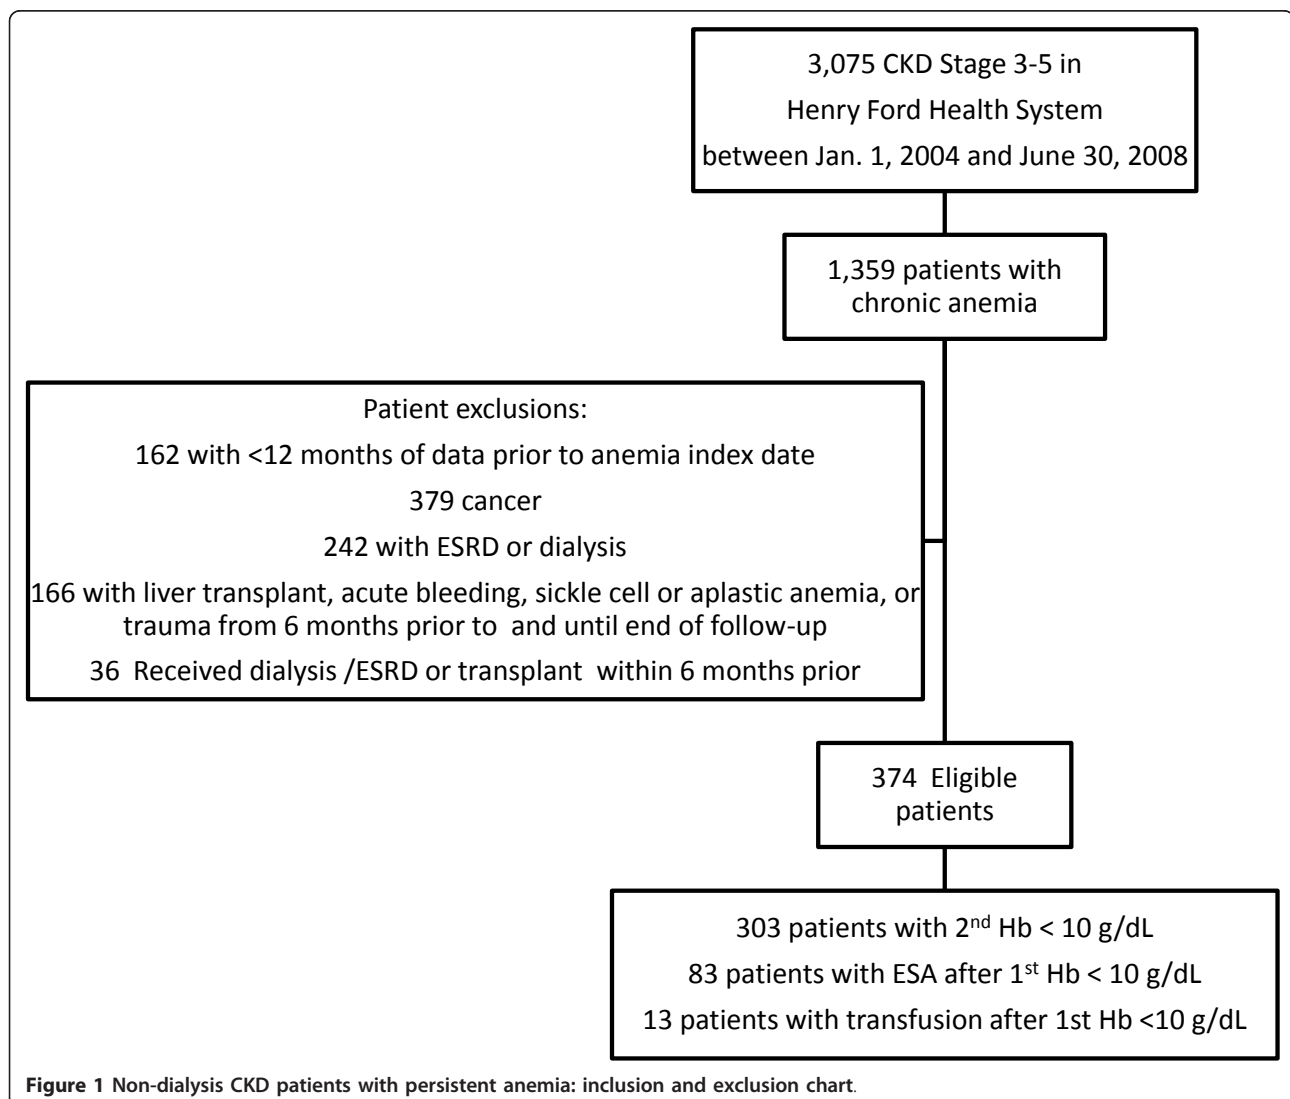 3,075 CKD Stage 3-5 in
Henry Ford Health System
between Jan. 1, 2004 and June 30, 2008
1,359 patients with
chronic anemia
Patient exclusions:
162 with <12 months of data prior to anemia index date
379 cancer
242 with ESRD or dialysis
166 with liver transplant, acute bleeding, sickle cell or aplastic anemia, or
trauma from 6 months prior to  and until end of follow-up
36  Received dialysis /ESRD or transplant  within 6 months prior
374  Eligible
patients
303 patients with 2nd Hb < 10 g/dL
83 patients with ESA after 1st Hb < 10 g/dL
13 patients with transfusion after 1st Hb <10 g/dL
Figure 1 Non-dialysis CKD patients with persistent anemia: inclusion and exclusion chart.